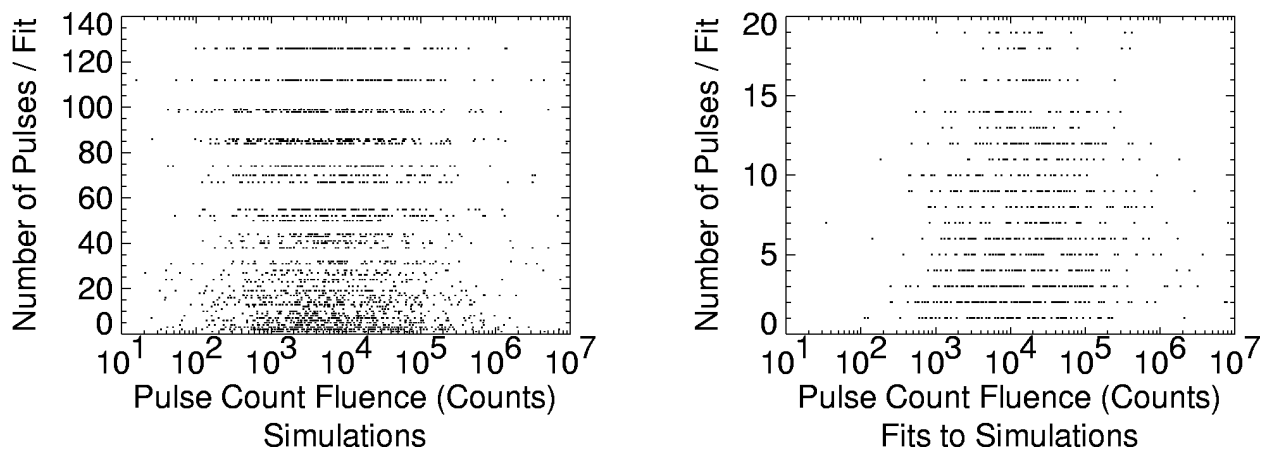 Number of Pulses / Fit
140
120
100
80
60
40
20
0
10^1 10^2 10^3 10^4 10^5 10^6 10^7
Pulse Count Fluence (Counts)
Simulations
Number of Pulses / Fit
20
15
10
5
0
10^1 10^2 10^3 10^4 10^5 10^6 10^7
Pulse Count Fluence (Counts)
Fits to Simulations